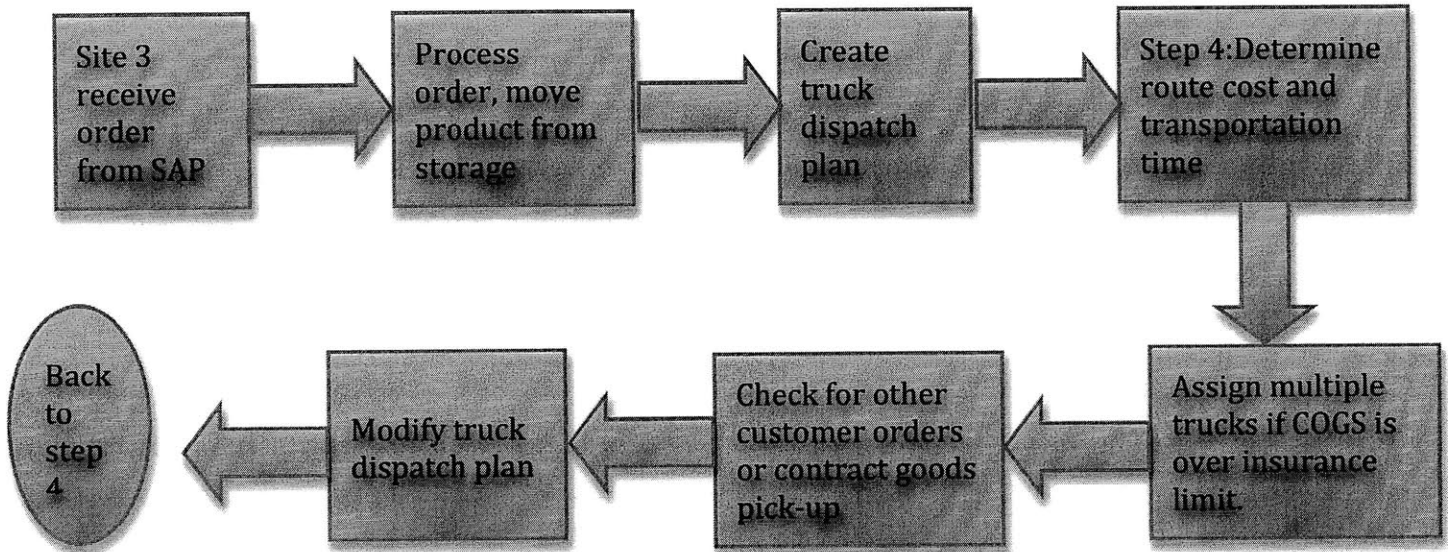 Site 3
receive
order
from SAP
Process
order, move
product from
storage
Create
truck
dispatch
plan
Step 4:Determine
route cost and
transportation
time
Back
to
step
4
Modify truck
dispatch plan
Check for other
customer orders
or contract goods
pick-up
Assign multiple
trucks if COGS is
over insurance
limit.